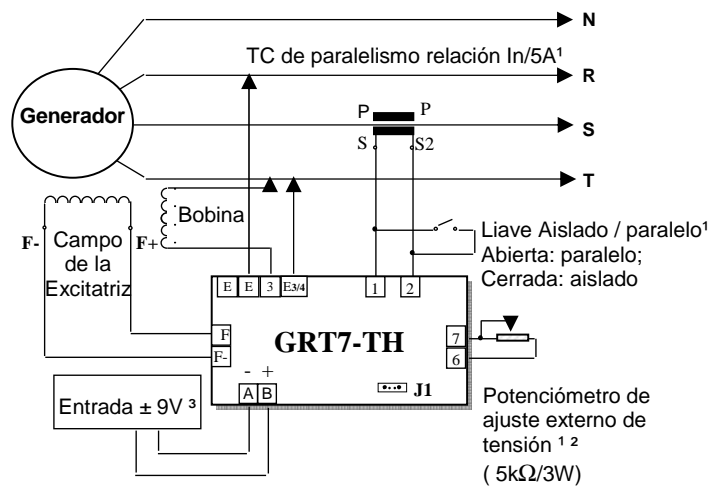 N
TC de paralelismo relación In/5A¹
R
Generador
P P
S
S S2
T
Bobina
F- Campo de la Excitatriz F+
Liave Aislado / paralelo¹
Abierta: paralelo;
Cerrada: aislado
E E 3 E3/4 1 2
F
GRT7-TH
7
F-
6
- +
A B
J1
Entrada ± 9V ³
Potenciómetro de
ajuste externo de
tensión ¹ ²
( 5kΩ/3W)